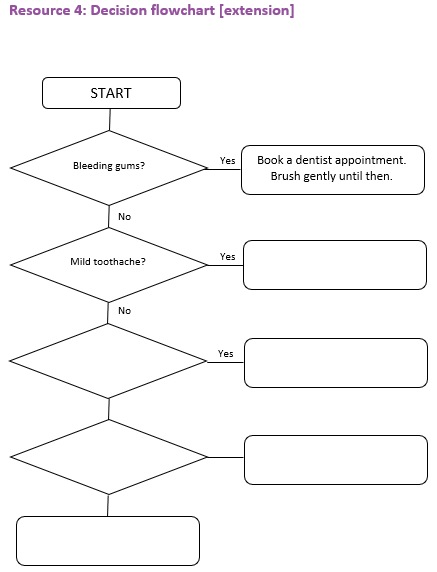 Resource 4: Decision flowchart [extension]
START
Bleeding gums?
Yes
Book a dentist appointment.
Brush gently until then.
No
Mild toothache?
Yes
No
Yes